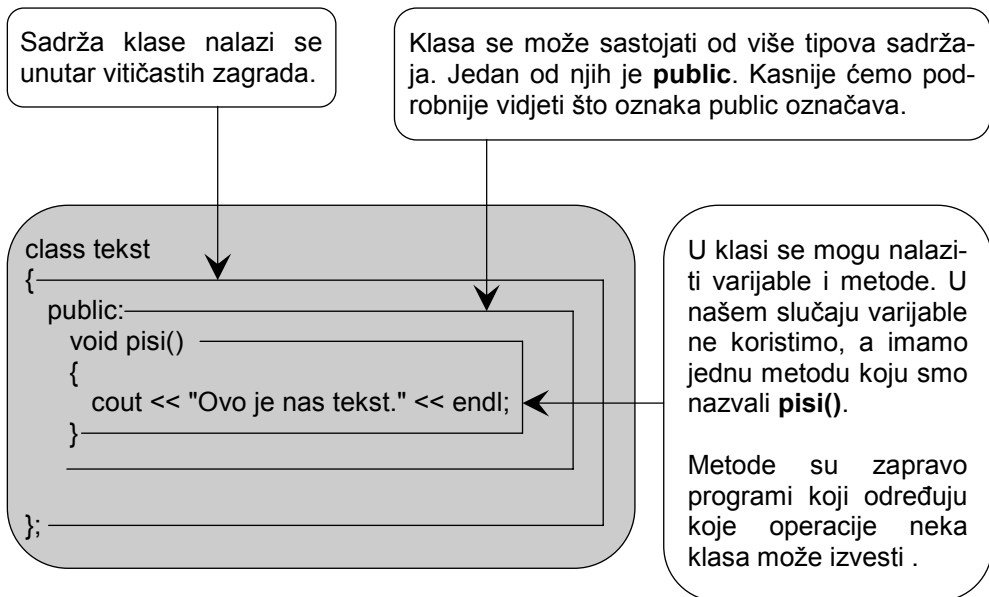 Sadrža klase nalazi se
unutar vitičastih zagrada.
Klasa se može sastojati od više tipova sadrža-
ja. Jedan od njih je public. Kasnije ćemo pod-
robnije vidjeti što oznaka public označava.
class tekst
{
public:
void pisi()
{
cout << "Ovo je nas tekst." << endl;
}
};
U klasi se mogu nalazi-
ti varijable i metode. U
našem slučaju varijable
ne koristimo, a imamo
jednu metodu koju smo
nazvali pisi().
Metode su zapravo
programi koji određuju
koje operacije neka
klasa može izvesti .